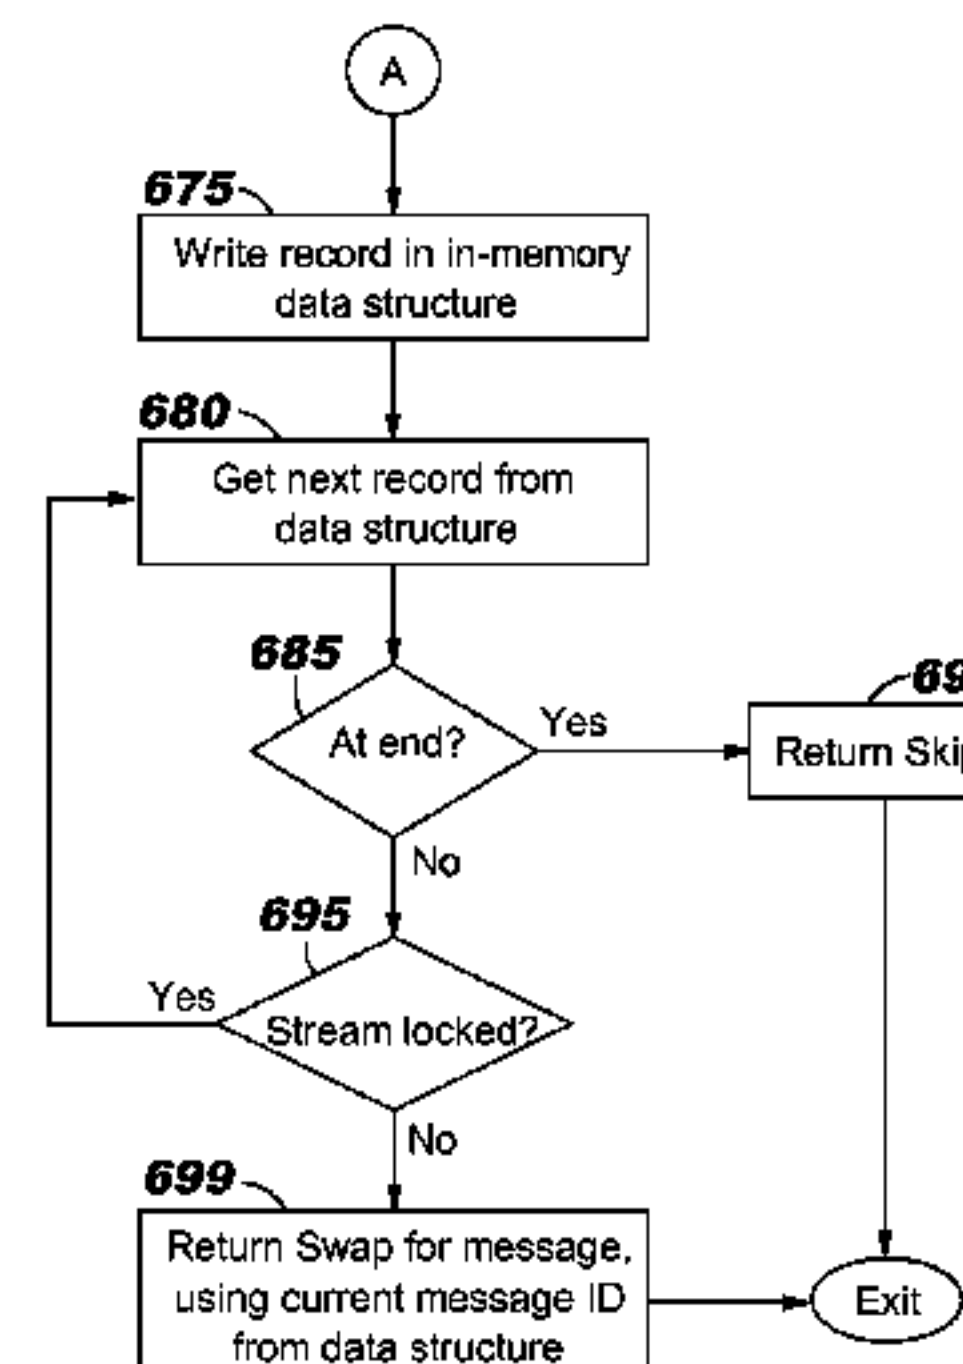 A
675
Write record in in-memory
data structure
680
Get next record from
data structure
685
At end?
Yes
Return
No
695
Yes
Stream locked?
No
699
Return Swap for message,
using current message ID
from data structure
Exit